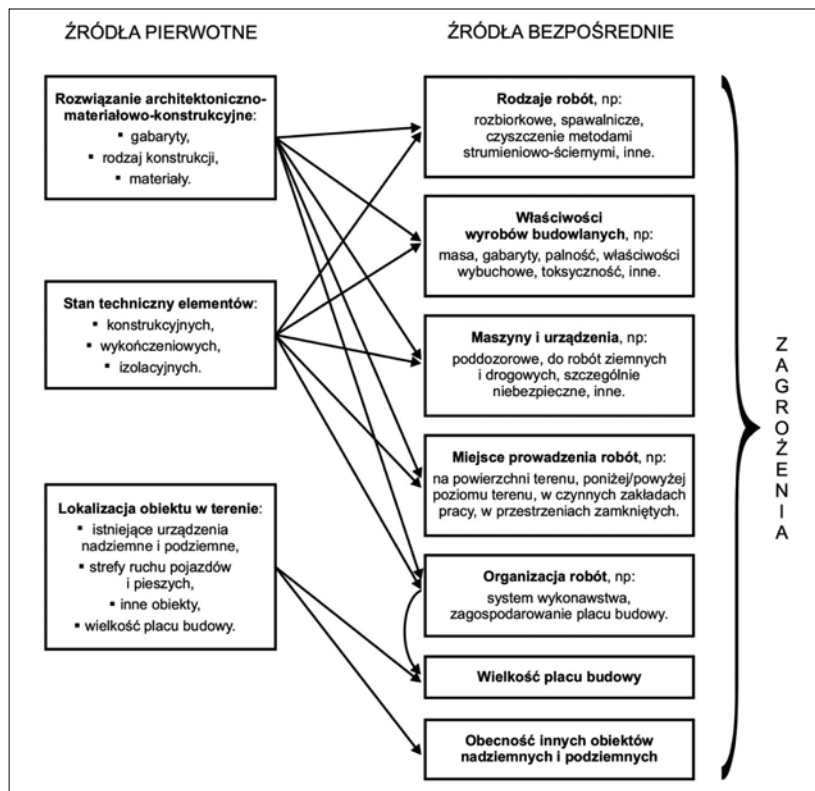 ŹRÓDŁA PIERWOTNE
Rozwiązanie architektoniczno-
materiałowo-konstrukcyjne:
▪ gabaryty,
▪ rodzaj konstrukcji,
▪ materiały.
Stan techniczny elementów:
▪ konstrukcyjnych,
▪ wykończeniowych,
▪ izolacyjnych.
Lokalizacja obiektu w terenie:
▪ istniejące urządzenia
nadziemne i podziemne,
▪ strefy ruchu pojazdów
i pieszych,
▪ inne obiekty,
▪ wielkość placu budowy.
ŹRÓDŁA BEZPOŚREDNIE
Rodzaje robót, np:
rozbiorkowe, spawalnicze,
czyszczenie metodami
strumieniowo-ściernymi, inne.
Właściwości
wyrobów budowlanych, np:
masa, gabaryty, palność, właściwości
wybuchowe, toksyczność, inne.
Maszyny i urządzenia, np:
poddozorowe, do robót ziemnych
i drogowych, szczególnie
niebezpieczne, inne.
Miejsce prowadzenia robót, np:
na powierzchni terenu, poniżej/powyżej
poziomu terenu, w czynnych zakładach
pracy, w przestrzeniach zamkniętych.
Organizacja robót, np:
system wykonawstwa,
zagospodarowanie placu budowy.
Wielkość placu budowy
Obecność innych obiektów
nadziemnych i podziemnych
ZAGROŻENIA